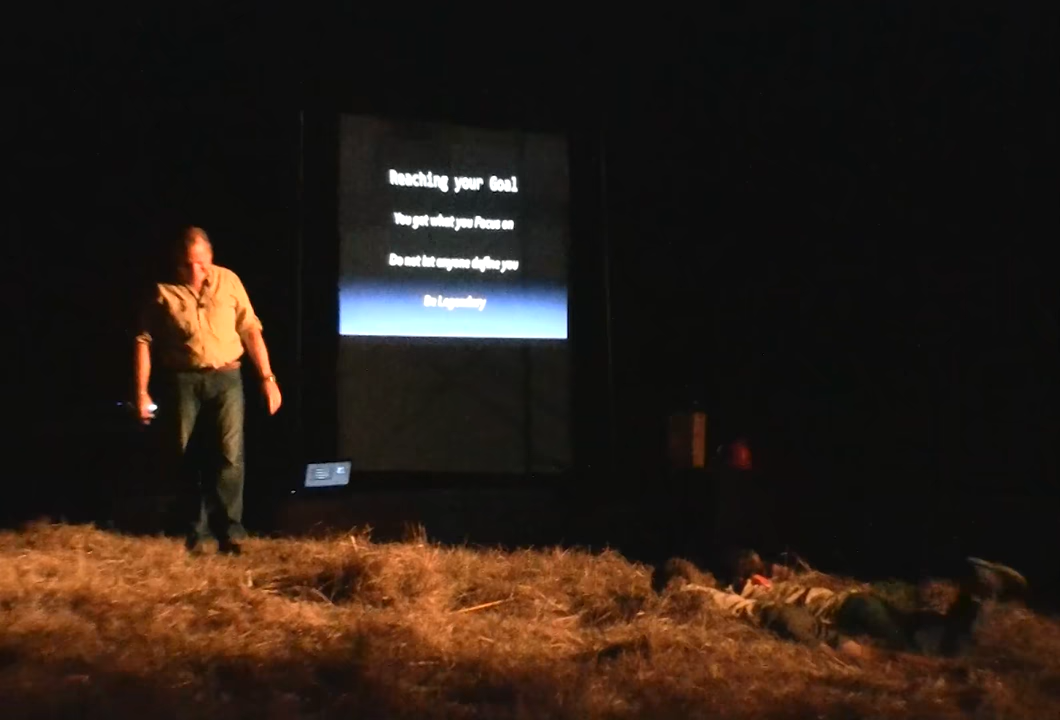 Reaching your Goal
You get what you Focus on
Do not let anyone define you
Be Legendary